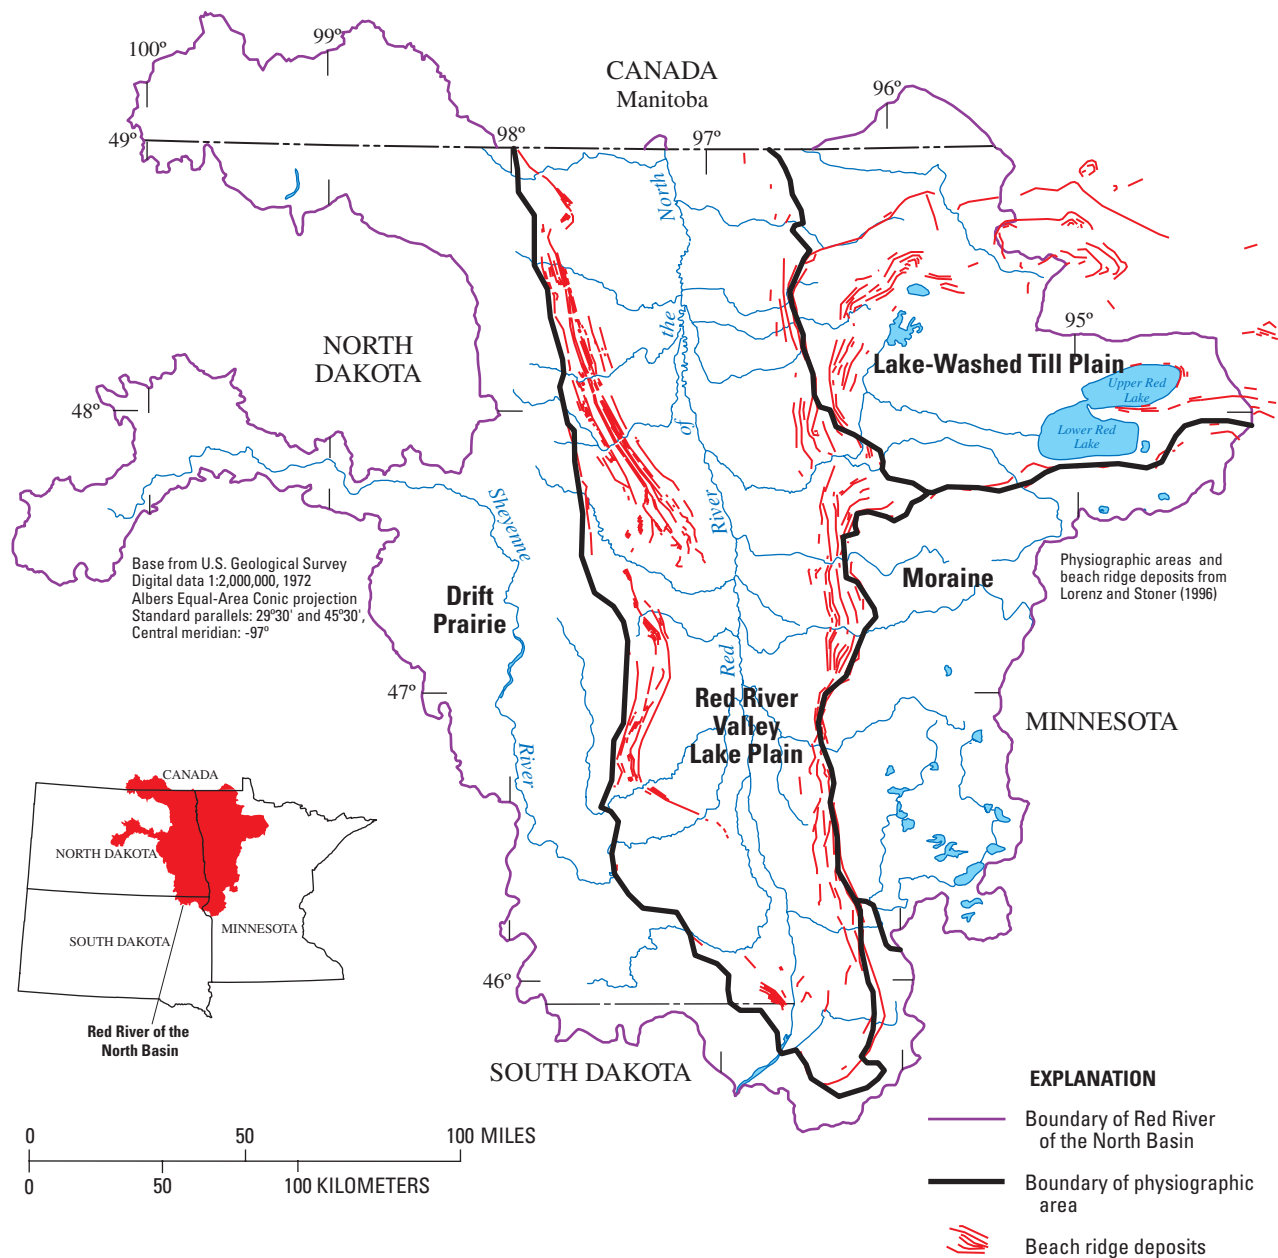 100º
99º
CANADA
Manitoba
96º
49º
98º
97º
North
the
of
River
95º
NORTH
DAKOTA
Lake-Washed Till Plain
Upper Red
Lake
Lower Red
Lake
48º
Sheyenne
Base from U.S. Geological Survey
Digital data 1:2,000,000, 1972
Albers Equal-Area Conic projection
Standard parallels: 29º30' and 45º30',
Central meridian: -97º
Physiographic areas and
beach ridge deposits from
Lorenz and Stoner (1996)
Moraine
Drift
Prairie
Red
47º
Red River
Valley
Lake Plain
MINNESOTA
River
CANADA
NORTH DAKOTA
SOUTH DAKOTA
MINNESOTA
Red River of the
North Basin
46º
SOUTH DAKOTA
0 50 100 MILES
0 50 100 KILOMETERS
EXPLANATION
Boundary of Red River
of the North Basin
Boundary of physiographic
area
Beach ridge deposits